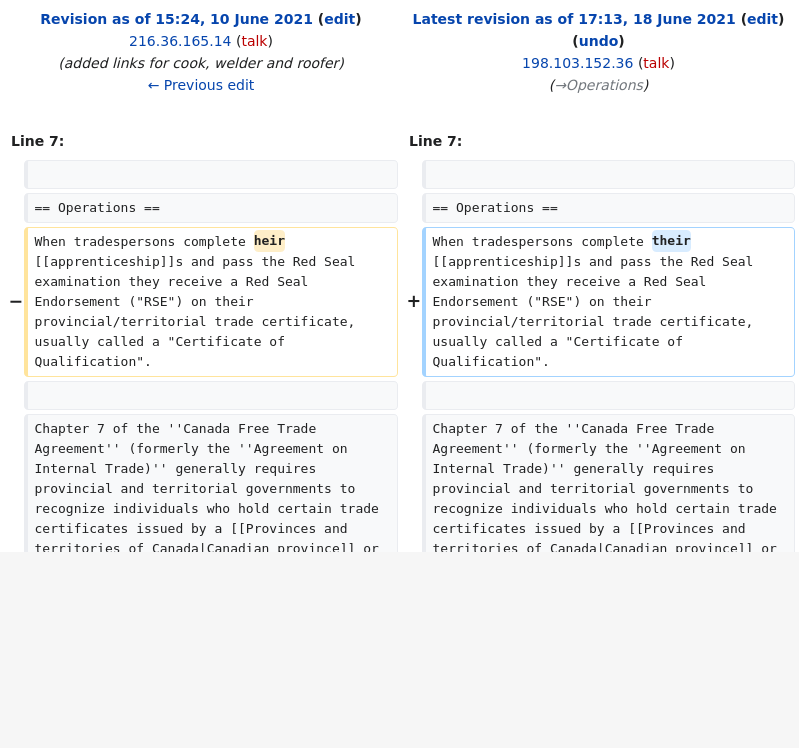 Revision as of 15:24, 10 June 2021 (edit)
216.36.165.14 (talk)
(added links for cook, welder and roofer)
← Previous edit
Latest revision as of 17:13, 18 June 2021 (edit)
(undo)
198.103.152.36 (talk)
(→Operations)
Line 7:
== Operations ==
− When tradespersons complete heir
[[apprenticeship]]s and pass the Red Seal
examination they receive a Red Seal
Endorsement ("RSE") on their
provincial/territorial trade certificate,
usually called a "Certificate of
Qualification".
Chapter 7 of the ''Canada Free Trade
Agreement'' (formerly the ''Agreement on
Internal Trade)'' generally requires
provincial and territorial governments to
recognize individuals who hold certain trade
certificates issued by a [[Provinces and
territories of Canada|Canadian province]] or
Line 7:
== Operations ==
+ When tradespersons complete their
[[apprenticeship]]s and pass the Red Seal
examination they receive a Red Seal
Endorsement ("RSE") on their
provincial/territorial trade certificate,
usually called a "Certificate of
Qualification".
Chapter 7 of the ''Canada Free Trade
Agreement'' (formerly the ''Agreement on
Internal Trade)'' generally requires
provincial and territorial governments to
recognize individuals who hold certain trade
certificates issued by a [[Provinces and
territories of Canada|Canadian province]] or